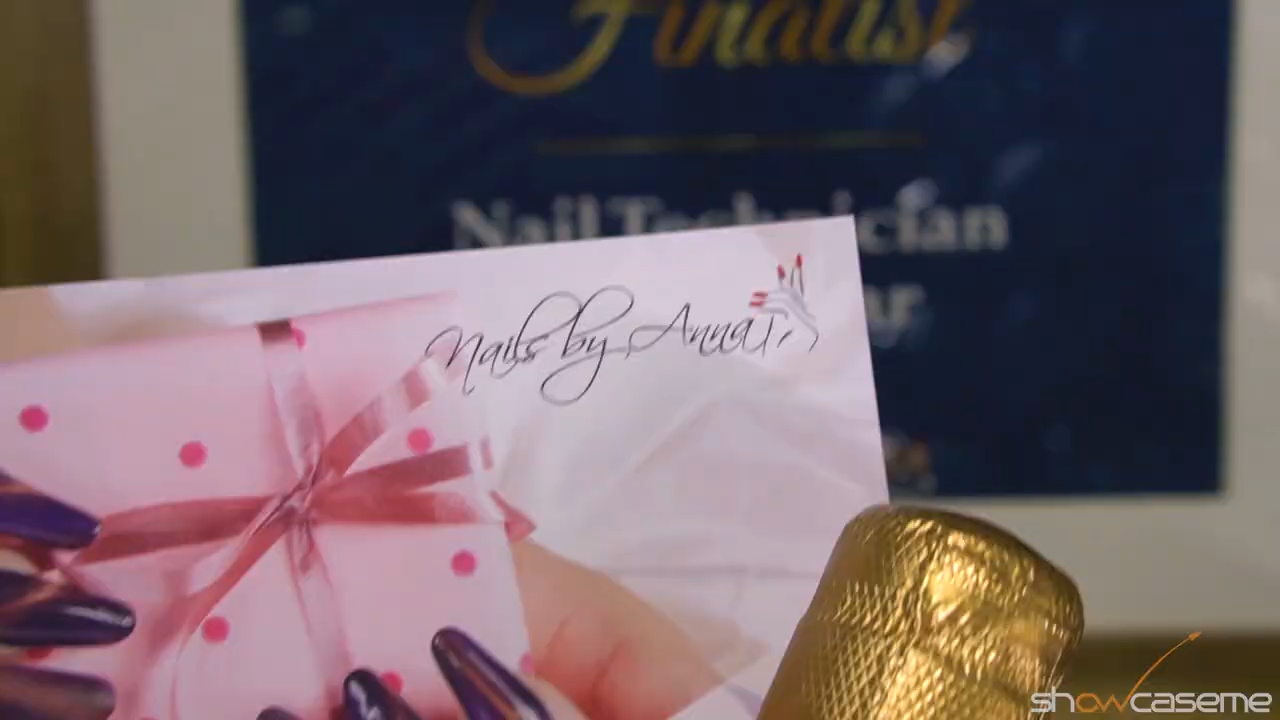 Finalist
Nail Technician
Nails by Anna
showcaseme